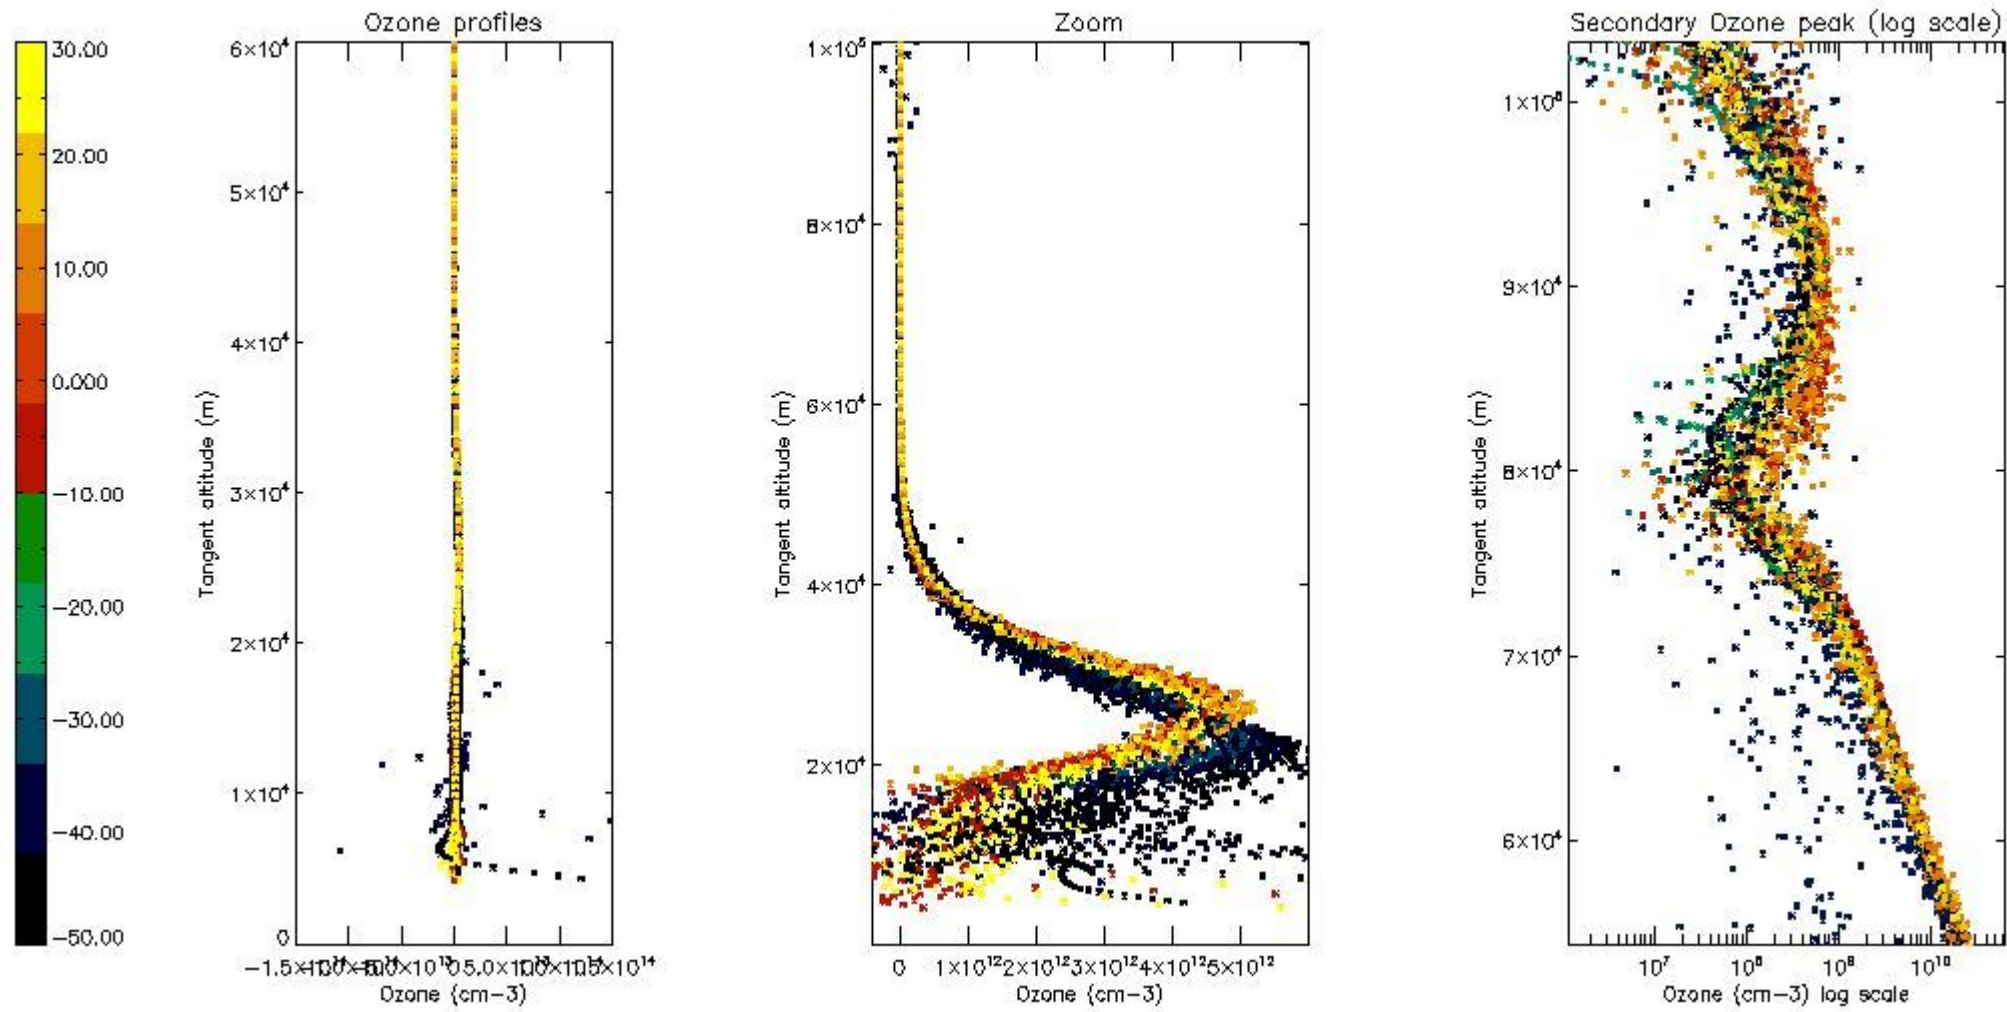 Ozone profiles
Zoom
Secondary Ozone peak (log scale)
30.00
20.00
10.00
0.000
−10.00
−20.00
−30.00
−40.00
−50.00
6×10⁴
5×10⁴
4×10⁴
3×10⁴
2×10⁴
1×10⁴
0
Tangent altitude (m)
Ozone (cm−3)
1×10⁵
8×10⁴
6×10⁴
4×10⁴
2×10⁴
Tangent altitude (m)
0 1×10¹² 2×10¹² 3×10¹² 4×10¹² 5×10¹²
Ozone (cm−3)
1×10⁵
9×10⁴
8×10⁴
7×10⁴
6×10⁴
Tangent altitude (m)
10⁷ 10⁸ 10⁹ 10¹⁰
Ozone (cm−3) log scale